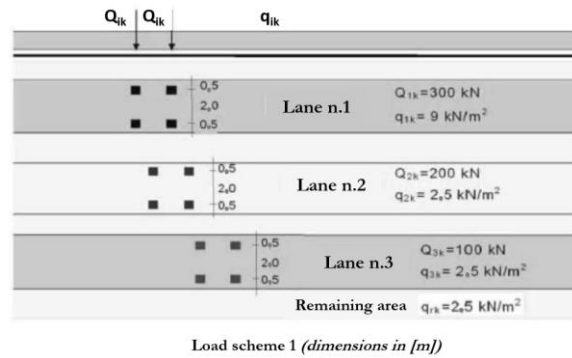 Qik Qik qik
0,5
2,0
0,5
Lane n.1
Q1k=300 kN
q1k= 9 kN/m²
0,5
2,0
0,5
Lane n.2
Q2k=200 kN
q2k= 2,5 kN/m²
0,5
2,0
0,5
Lane n.3
Q3k=100 kN
q3k= 2,5 kN/m²
Remaining area qrk=2,5 kN/m²
Load scheme 1 (dimensions in [m])